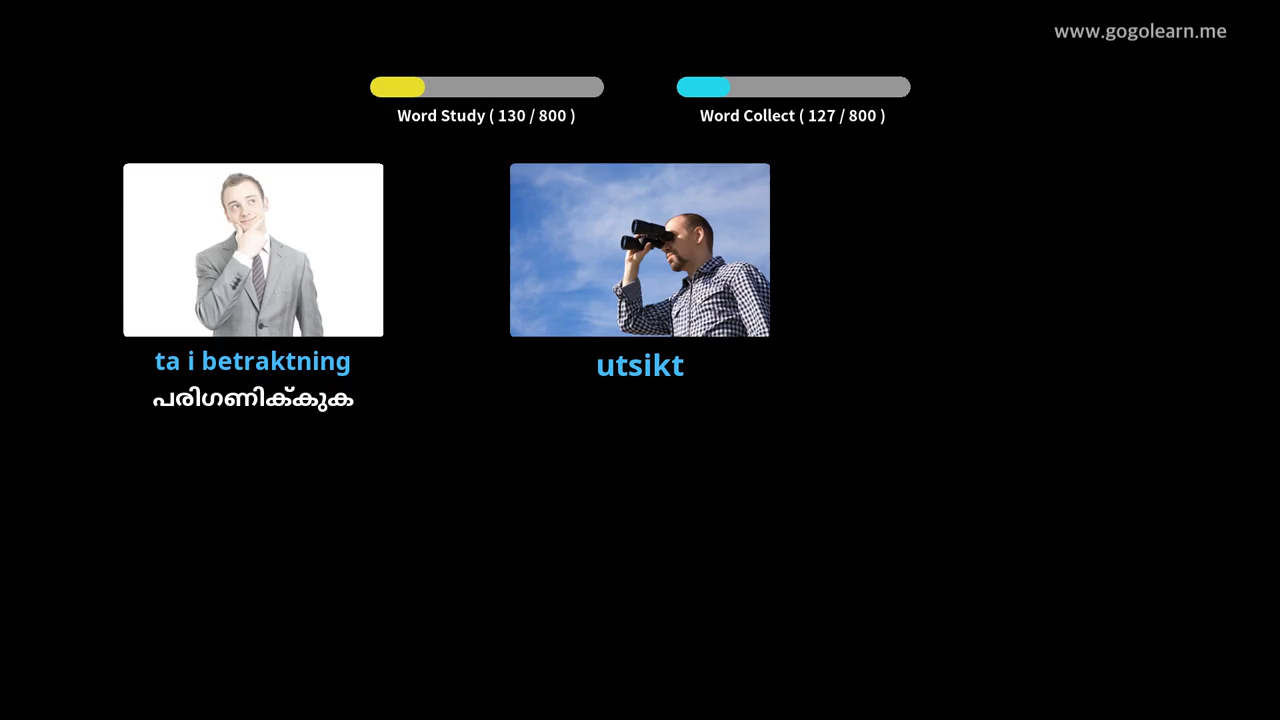 www.gogolearn.me
Word Study ( 130 / 800 )
Word Collect ( 127 / 800 )
ta i betraktning
പരിഗണിക്കുക
utsikt